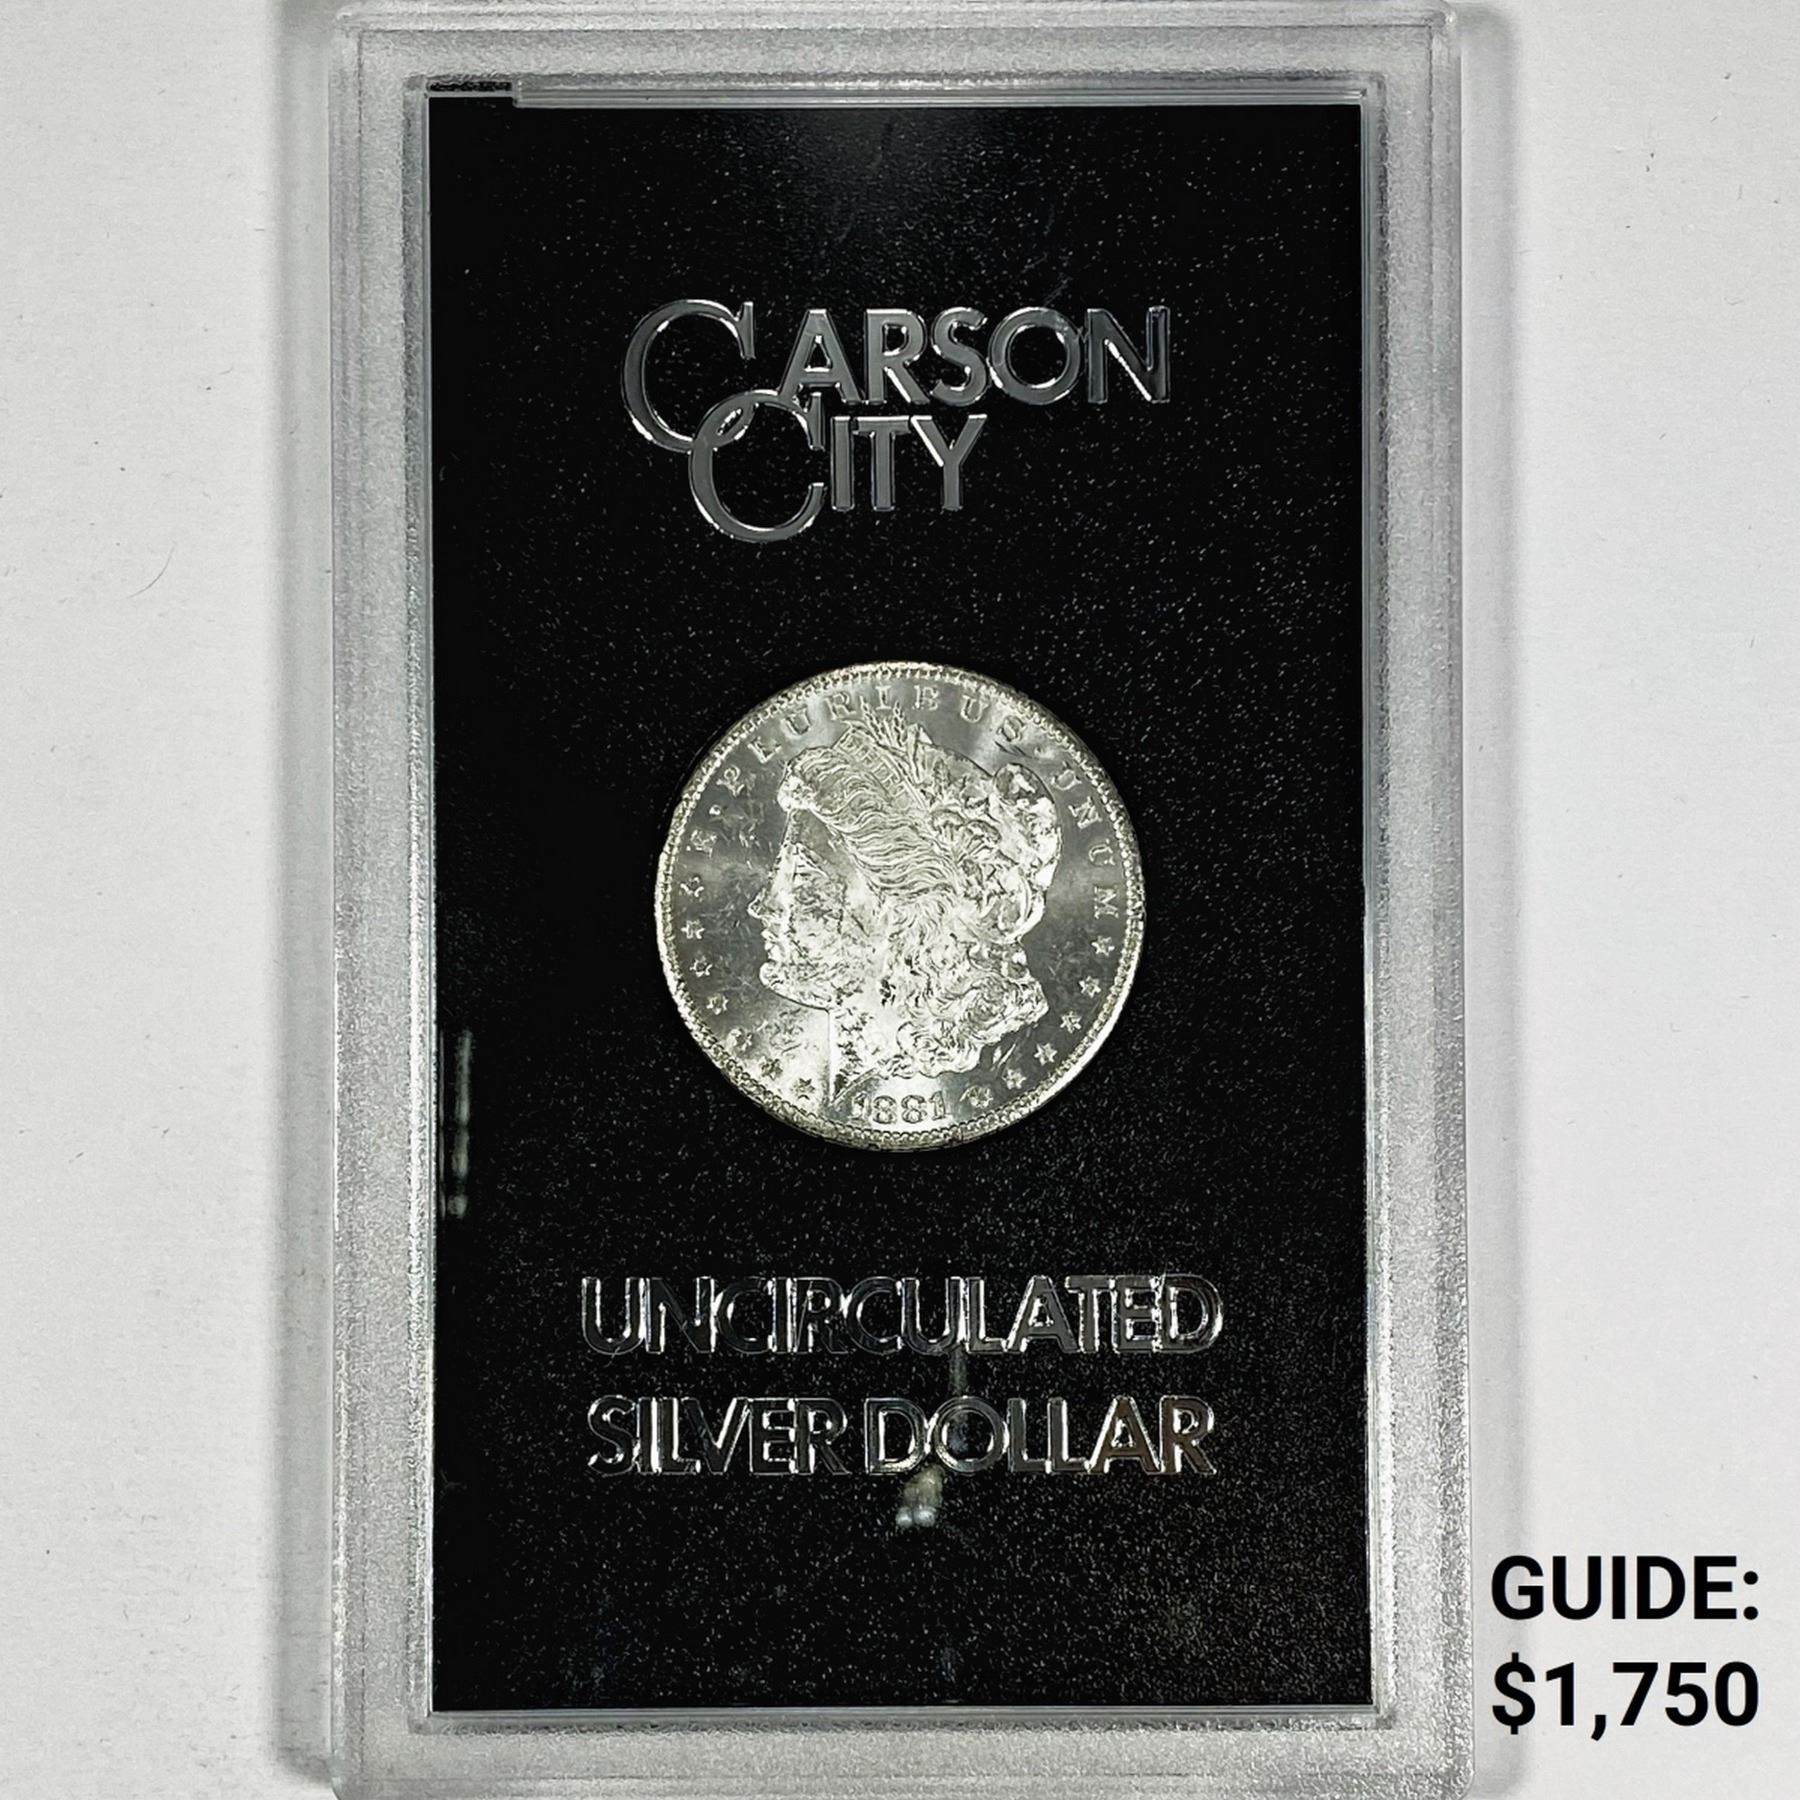 CARSON
CITY
E·PLURIBUS·UNUM
1881
UNCIRCULATED
SILVER DOLLAR
GUIDE:
$1,750